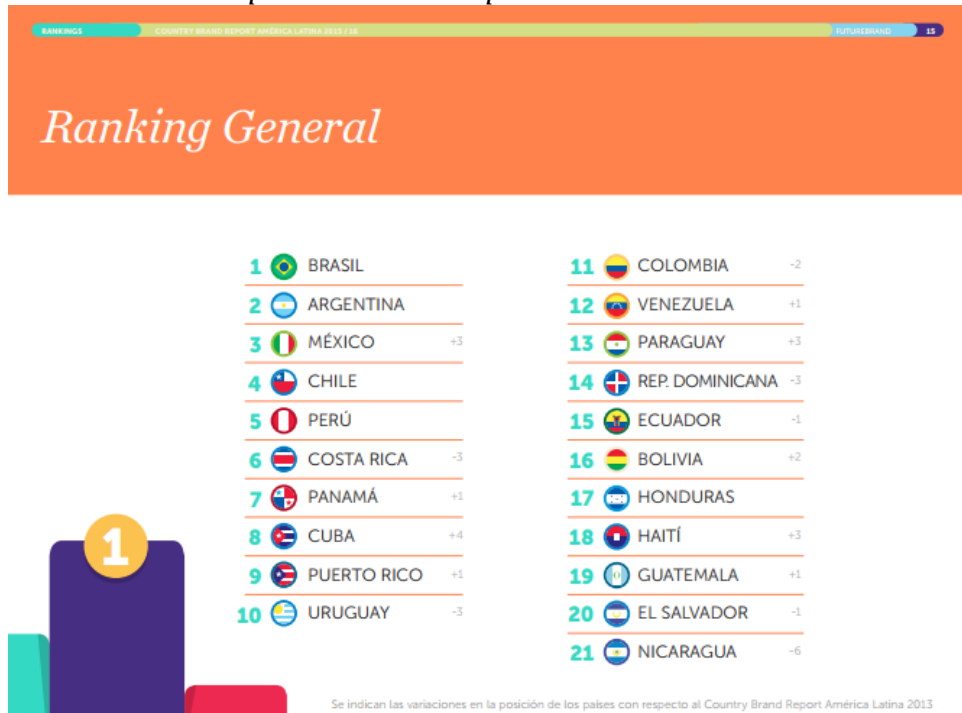 RANKINGS COUNTRY BRAND REPORT AMÉRICA LATINA 2015 / 16 FUTUREBRAND 15
Ranking General
1 BRASIL
2 ARGENTINA
3 MÉXICO +3
4 CHILE
5 PERÚ
6 COSTA RICA -3
7 PANAMÁ +1
8 CUBA +4
9 PUERTO RICO +1
10 URUGUAY -3
11 COLOMBIA -2
12 VENEZUELA +1
13 PARAGUAY +3
14 REP. DOMINICANA -3
15 ECUADOR -1
16 BOLIVIA +2
17 HONDURAS
18 HAITÍ +3
19 GUATEMALA +1
20 EL SALVADOR -1
21 NICARAGUA -6
1
Se indican las variaciones en la posición de los países con respecto al Country Brand Report América Latina 2013